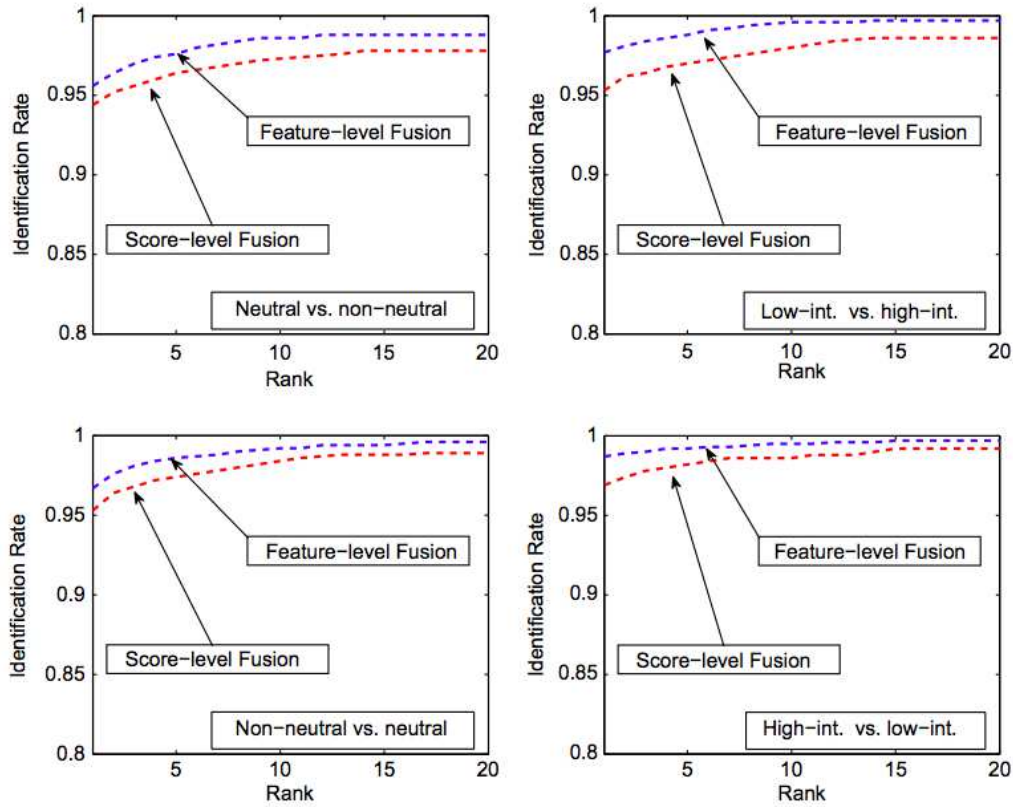 1
0.95
0.9
0.85
0.8
Identification Rate
Feature−level Fusion
Score−level Fusion
Neutral vs. non−neutral
5 10 15 20
Rank
1
0.95
0.9
0.85
0.8
Identification Rate
Feature−level Fusion
Score−level Fusion
Low−int. vs. high−int.
5 10 15 20
Rank
1
0.95
0.9
0.85
0.8
Identification Rate
Feature−level Fusion
Score−level Fusion
Non−neutral vs. neutral
5 10 15 20
Rank
1
0.95
0.9
0.85
0.8
Identification Rate
Feature−level Fusion
Score−level Fusion
High−int. vs. low−int.
5 10 15 20
Rank